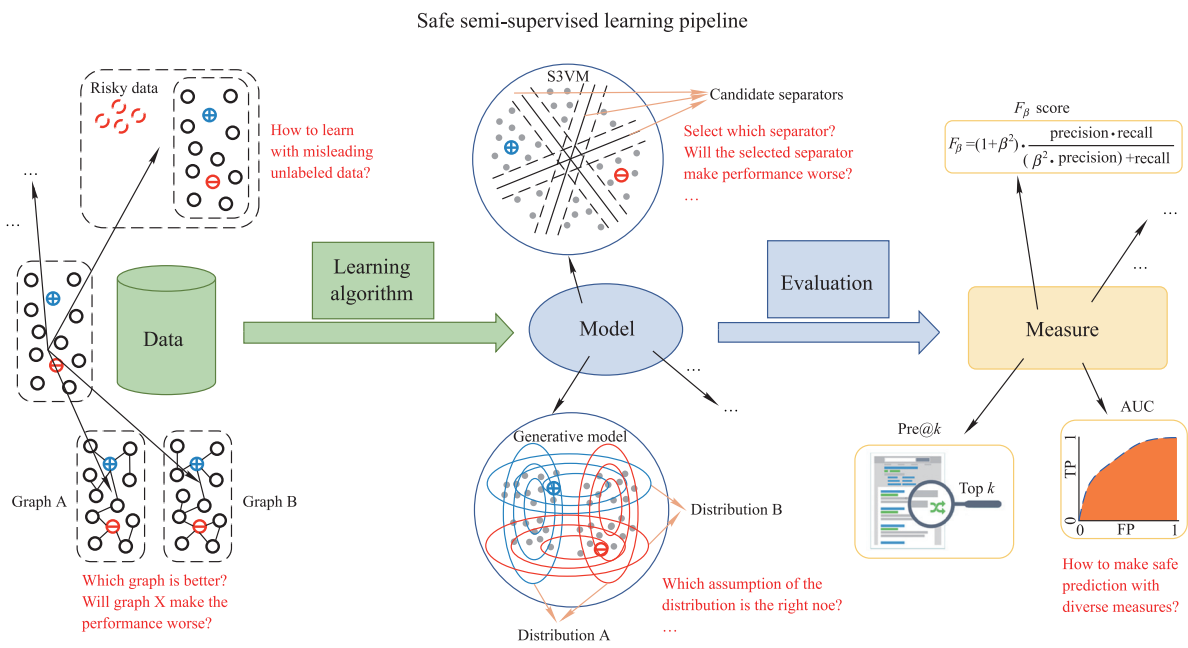 Safe semi-supervised learning pipeline
Risky data
How to learn
with misleading
unlabeled data?
...
...
Data
Graph A
Graph B
Which graph is better?
Will graph X make the
performance worse?
Learning
algorithm
S3VM
Candidate separators
Select which separator?
Will the selected separator
make performance worse?
...
Model
...
...
Generative model
Distribution B
Which assumption of the
distribution is the right noe?
...
Distribution A
Evaluation
Fβ score
Fβ =(1+β²) · precision · recall / (β² · precision) +recall
...
...
Measure
Pre@k
Top k
AUC
1
TP
0
0
FP
1
How to make safe
prediction with
diverse measures?